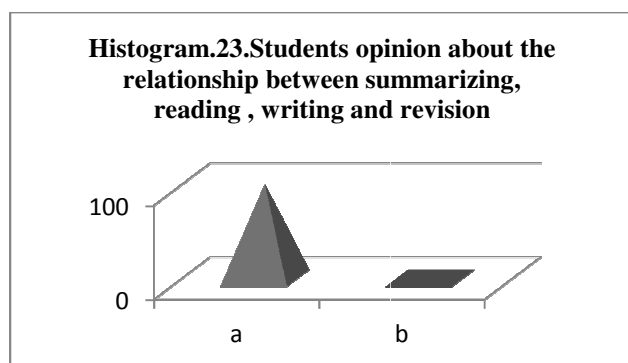 Histogram.23.Students opinion about the
relationship between summarizing,
reading , writing and revision
100
0
a
b